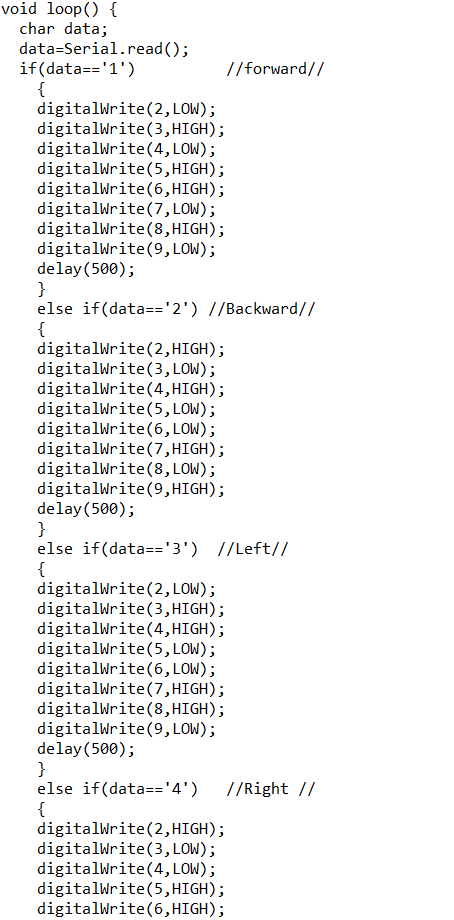 void loop() {
  char data;
  data=Serial.read();
  if(data=='1')          //forward//
    {
    digitalWrite(2,LOW);
    digitalWrite(3,HIGH);
    digitalWrite(4,LOW);
    digitalWrite(5,HIGH);
    digitalWrite(6,HIGH);
    digitalWrite(7,LOW);
    digitalWrite(8,HIGH);
    digitalWrite(9,LOW);
    delay(500);
    }
    else if(data=='2') //Backward//
    {
    digitalWrite(2,HIGH);
    digitalWrite(3,LOW);
    digitalWrite(4,HIGH);
    digitalWrite(5,LOW);
    digitalWrite(6,LOW);
    digitalWrite(7,HIGH);
    digitalWrite(8,LOW);
    digitalWrite(9,HIGH);
    delay(500);
    }
    else if(data=='3')  //Left//
    {
    digitalWrite(2,LOW);
    digitalWrite(3,HIGH);
    digitalWrite(4,HIGH);
    digitalWrite(5,LOW);
    digitalWrite(6,LOW);
    digitalWrite(7,HIGH);
    digitalWrite(8,HIGH);
    digitalWrite(9,LOW);
    delay(500);
    }
    else if(data=='4')   //Right //
    {
    digitalWrite(2,HIGH);
    digitalWrite(3,LOW);
    digitalWrite(4,LOW);
    digitalWrite(5,HIGH);
    digitalWrite(6,HIGH);